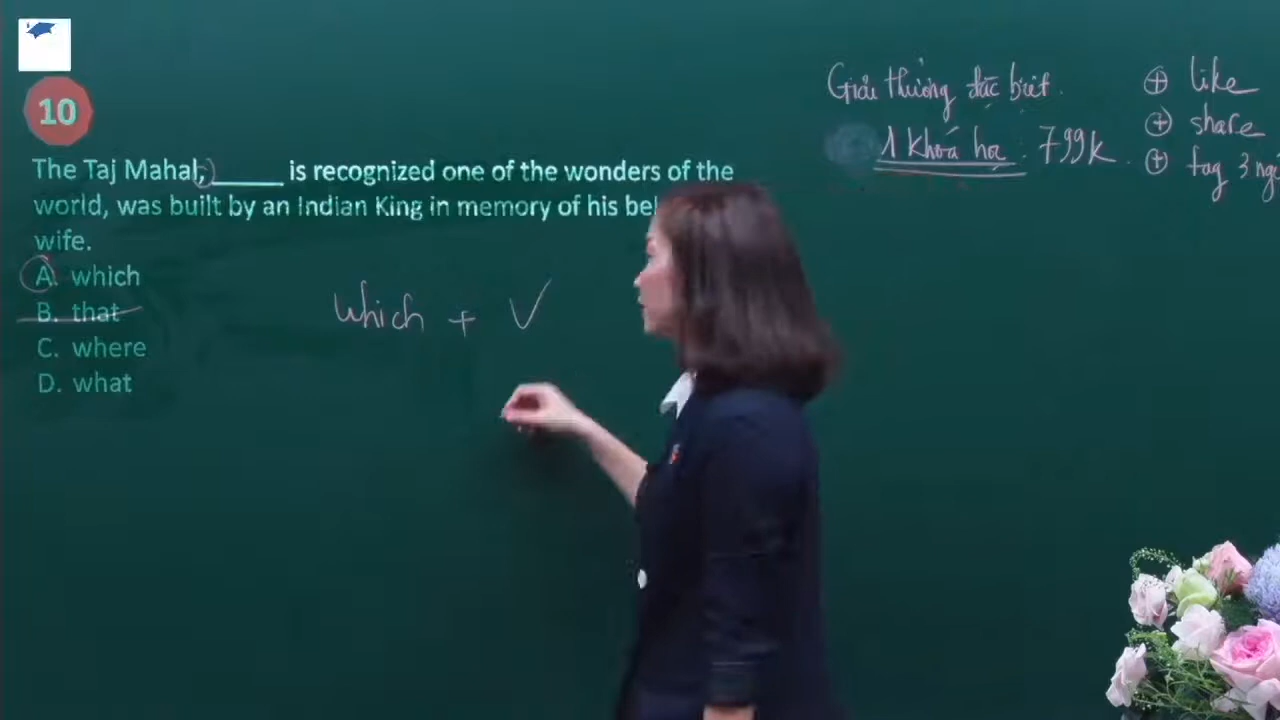 10
The Taj Mahal, ______ is recognized one of the wonders of the
world, was built by an Indian King in memory of his
wife.
A. which
B. that
C. where
D. what
which + V
Giải thưởng đặc biệt.
1 khoá học : 799k.
+ like
+ share
+ tag 3